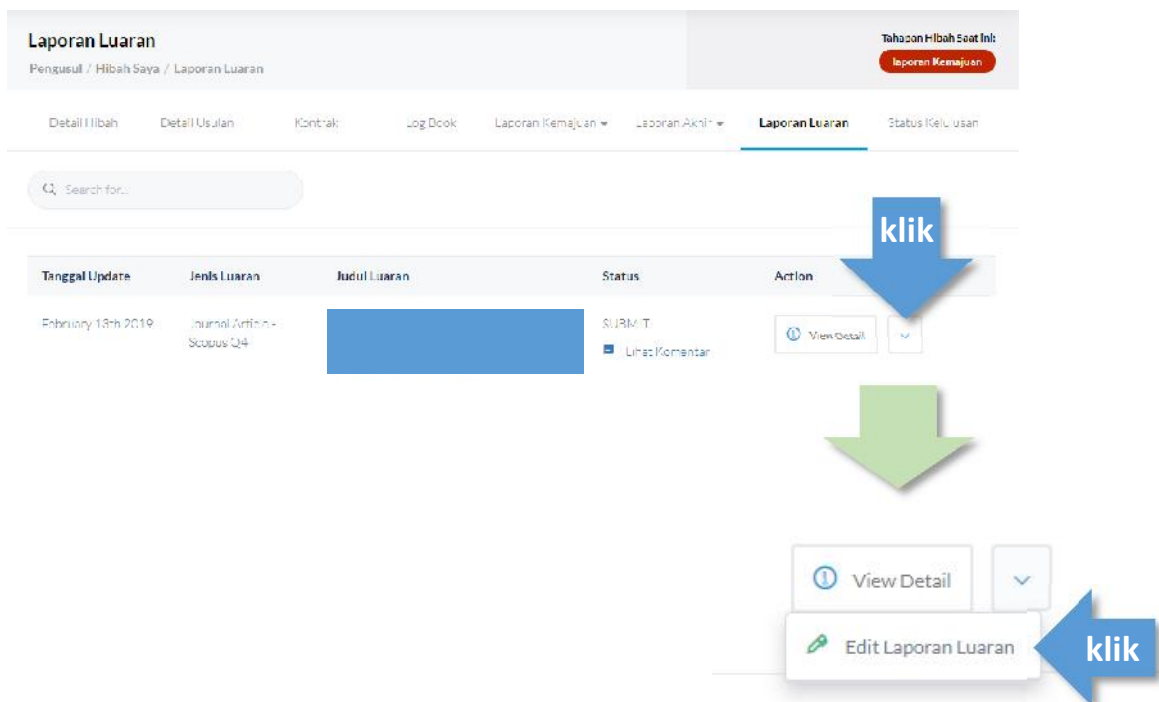 Laporan Luaran
Tahapan Hibah Saat Ini:
Pengusul / Hibah Saya / Laporan Luaran
laporan Kemajuan
Detail Hibah Detail Usulan Kontrak Log Book Laporan Kemajuan Laporan Akhir Laporan Luaran Status Kelulusan
Search for...
klik
Tanggal Update Jenis Luaran Judul Luaran Status Action
February 13th 2019 Journal Article - SUBMIT View Detail
Scopus Q4 Lihat Komentar
View Detail
Edit Laporan Luaran
klik